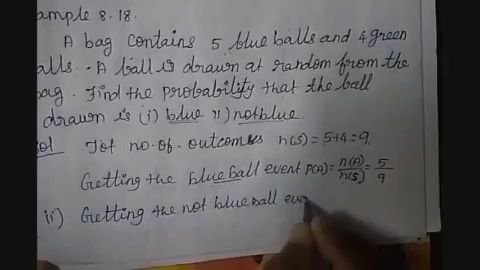 ample 8.18.
A bag contains 5 blue balls and 4 green
alls. A ball is drawn at random from the
bag. Find the probability that the ball
drawn is (i) blue ii) not blue.
sol Tot no. of. outcomes n(S) = 5+4 = 9.
Getting the blue ball event P(A) = n(A)/n(S) = 5/9
ii) Getting the not blue ball eve